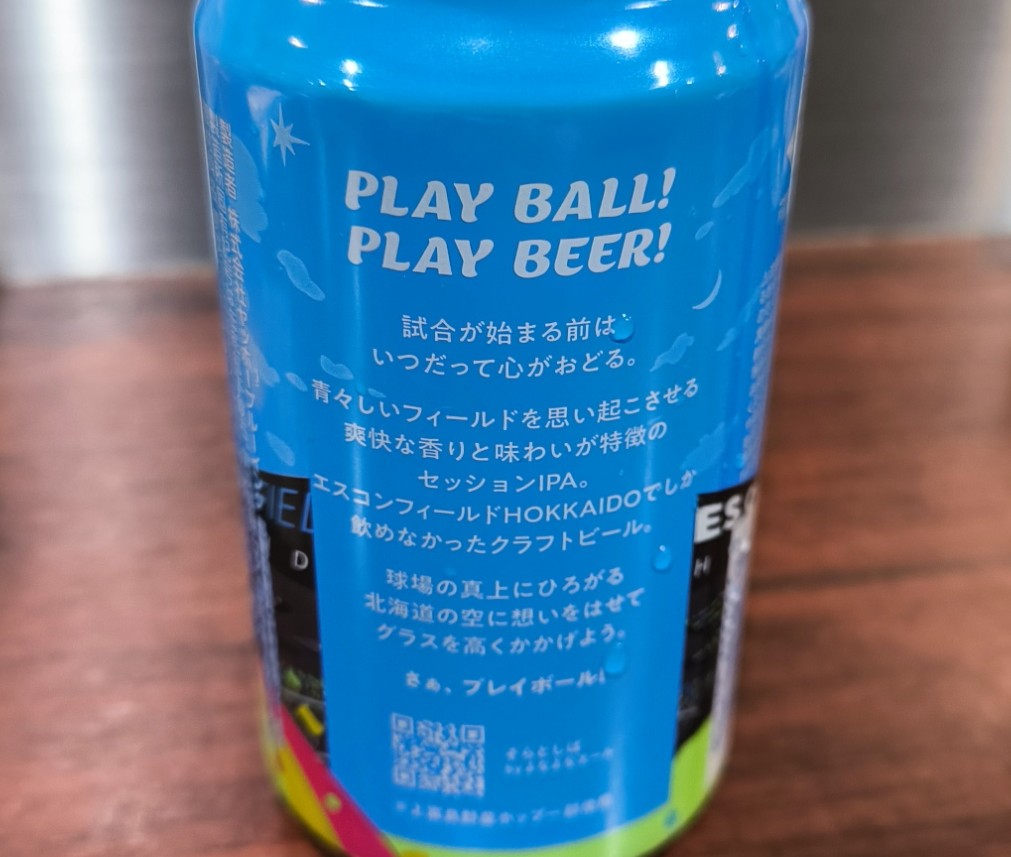 PLAY BALL!
PLAY BEER!
試合が始まる前は
いつだって心がおどる。
青々しいフィールドを思い起こさせる
爽快な香りと味わいが特徴の
セッションIPA。
エスコンフィールドHOKKAIDOでしか
飲めなかったクラフトビール。
球場の真上にひろがる
北海道の空に想いをはせて
グラスを高くかかげよう。
さぁ、プレイボール
そらとしば
FIEL
D
ES
H